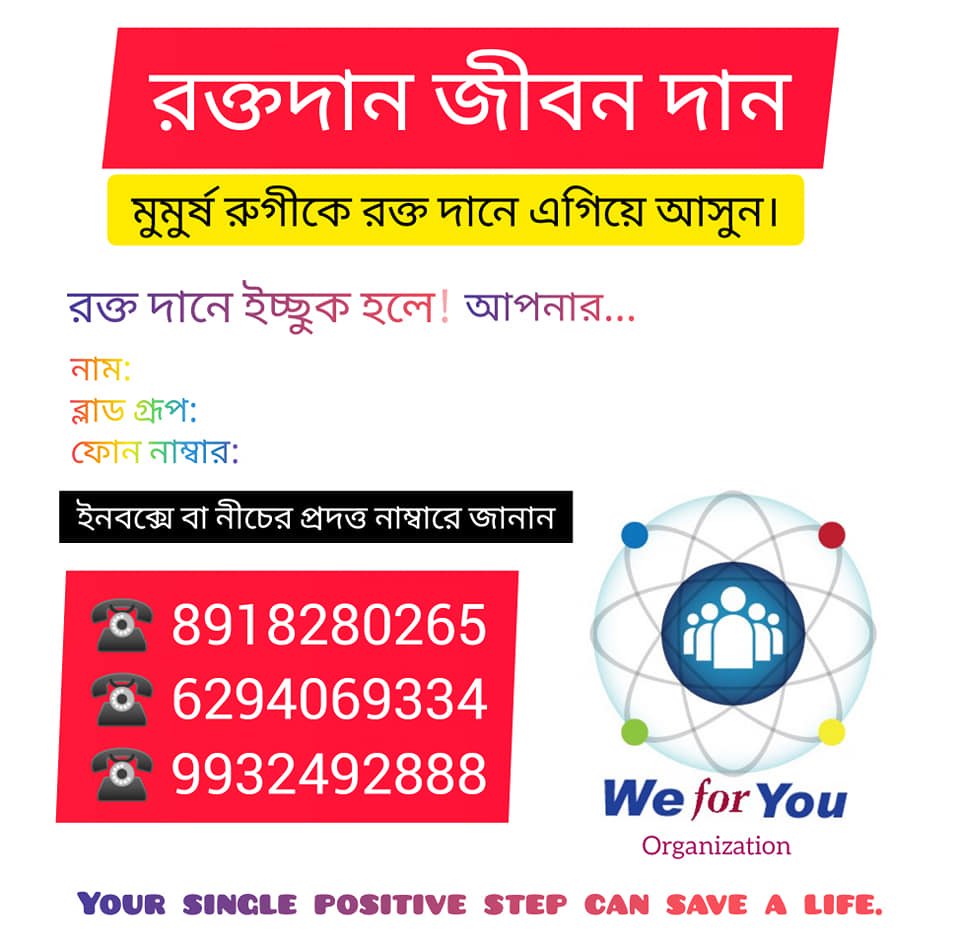 রক্তদান জীবন দান
মুমুর্ষ রুগীকে রক্ত দানে এগিয়ে আসুন।
রক্ত দানে ইচ্ছুক হলে! আপনার...
নাম:
ব্লাড গ্রূপ:
ফোন নাম্বার:
ইনবক্সে বা নীচের প্রদত্ত নাম্বারে জানান
8918280265
6294069334
9932492888
We for You
Organization
Your single positive step can save a life.